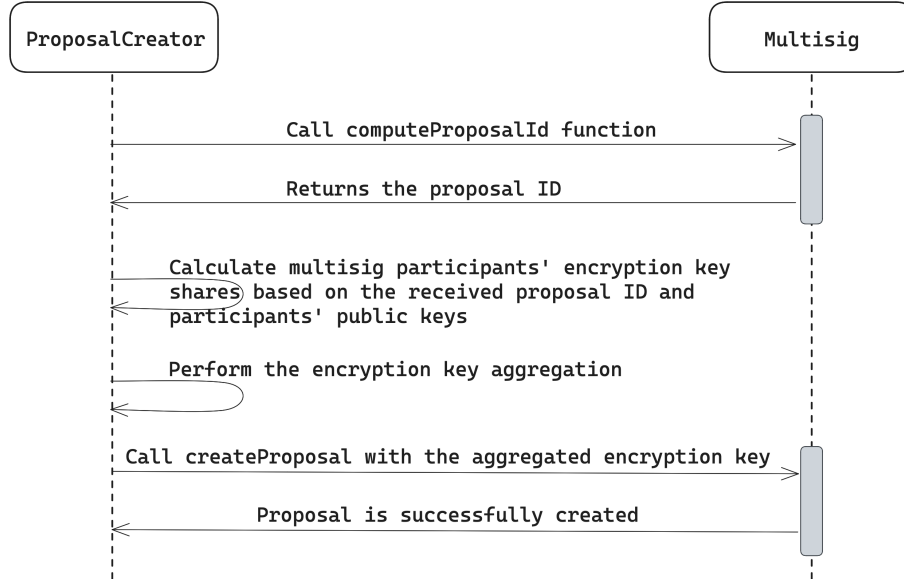 ProposalCreator
Multisig
Call computeProposalId function
Returns the proposal ID
Calculate multisig participants' encryption key
shares based on the received proposal ID and
participants' public keys
Perform the encryption key aggregation
Call createProposal with the aggregated encryption key
Proposal is successfully created